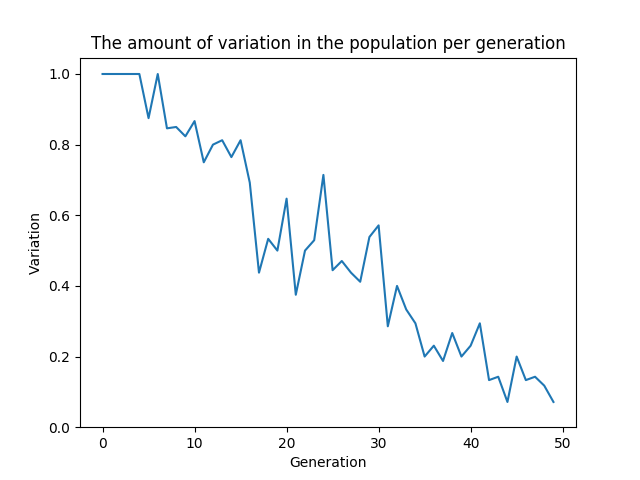 The amount of variation in the population per generation
1.0
0.8
0.6
0.4
0.2
0.0
Variation
0 10 20 30 40 50
Generation